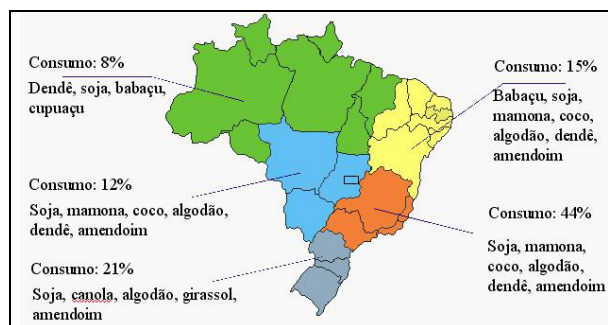 Consumo: 8%
Dendê, soja, babaçu,
cupuaçu
Consumo: 15%
Babaçu, soja,
mamona, coco,
algodão, dendê,
amendoim
Consumo: 12%
Soja, mamona, coco, algodão,
dendê, amendoim
Consumo: 44%
Soja, mamona,
coco, algodão,
dendê, amendoim
Consumo: 21%
Soja, canola, algodão, girassol,
amendoim